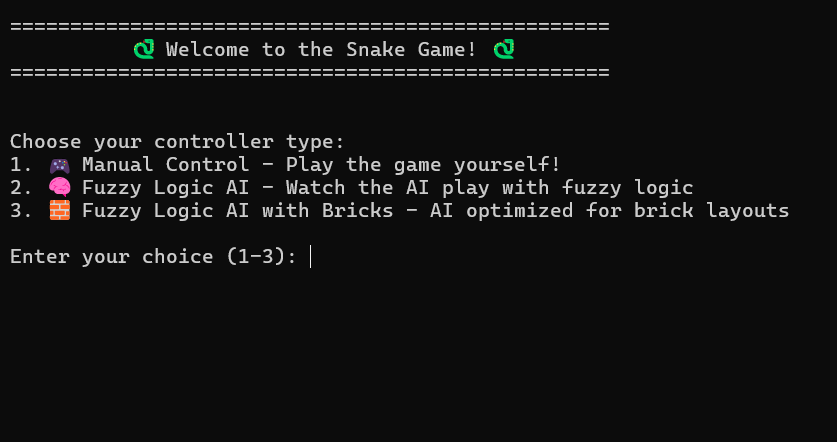 ==================================================
🐍 Welcome to the Snake Game! 🐍
==================================================
Choose your controller type:
1. 🎮 Manual Control - Play the game yourself!
2. 🧠 Fuzzy Logic AI - Watch the AI play with fuzzy logic
3. 🧱 Fuzzy Logic AI with Bricks - AI optimized for brick layouts
Enter your choice (1-3):